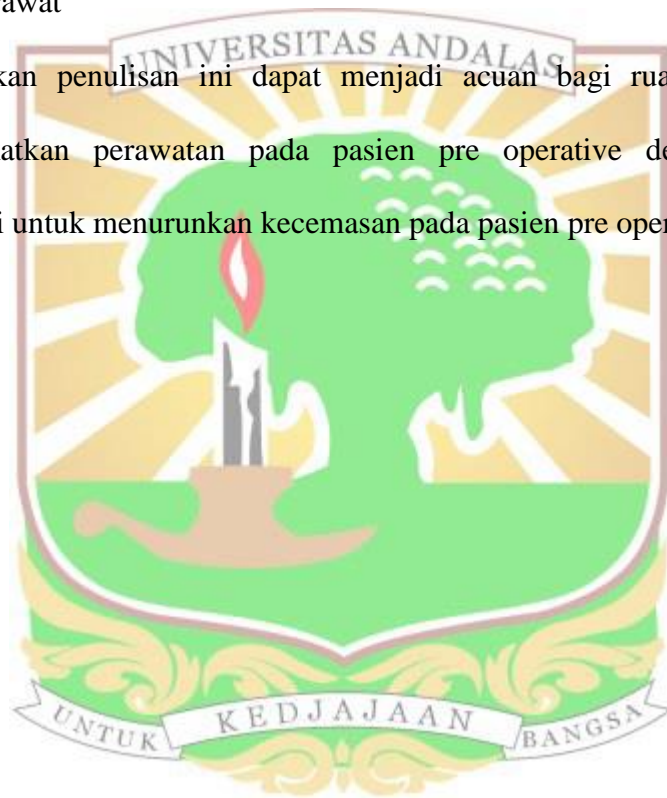 rawat
UNIVERSITAS ANDALAS
kan penulisan ini dapat menjadi acuan bagi rua
atkan perawatan pada pasien pre operative de
i untuk menurunkan kecemasan pada pasien pre oper
UNTUK KEDJAJAAN BANGSA